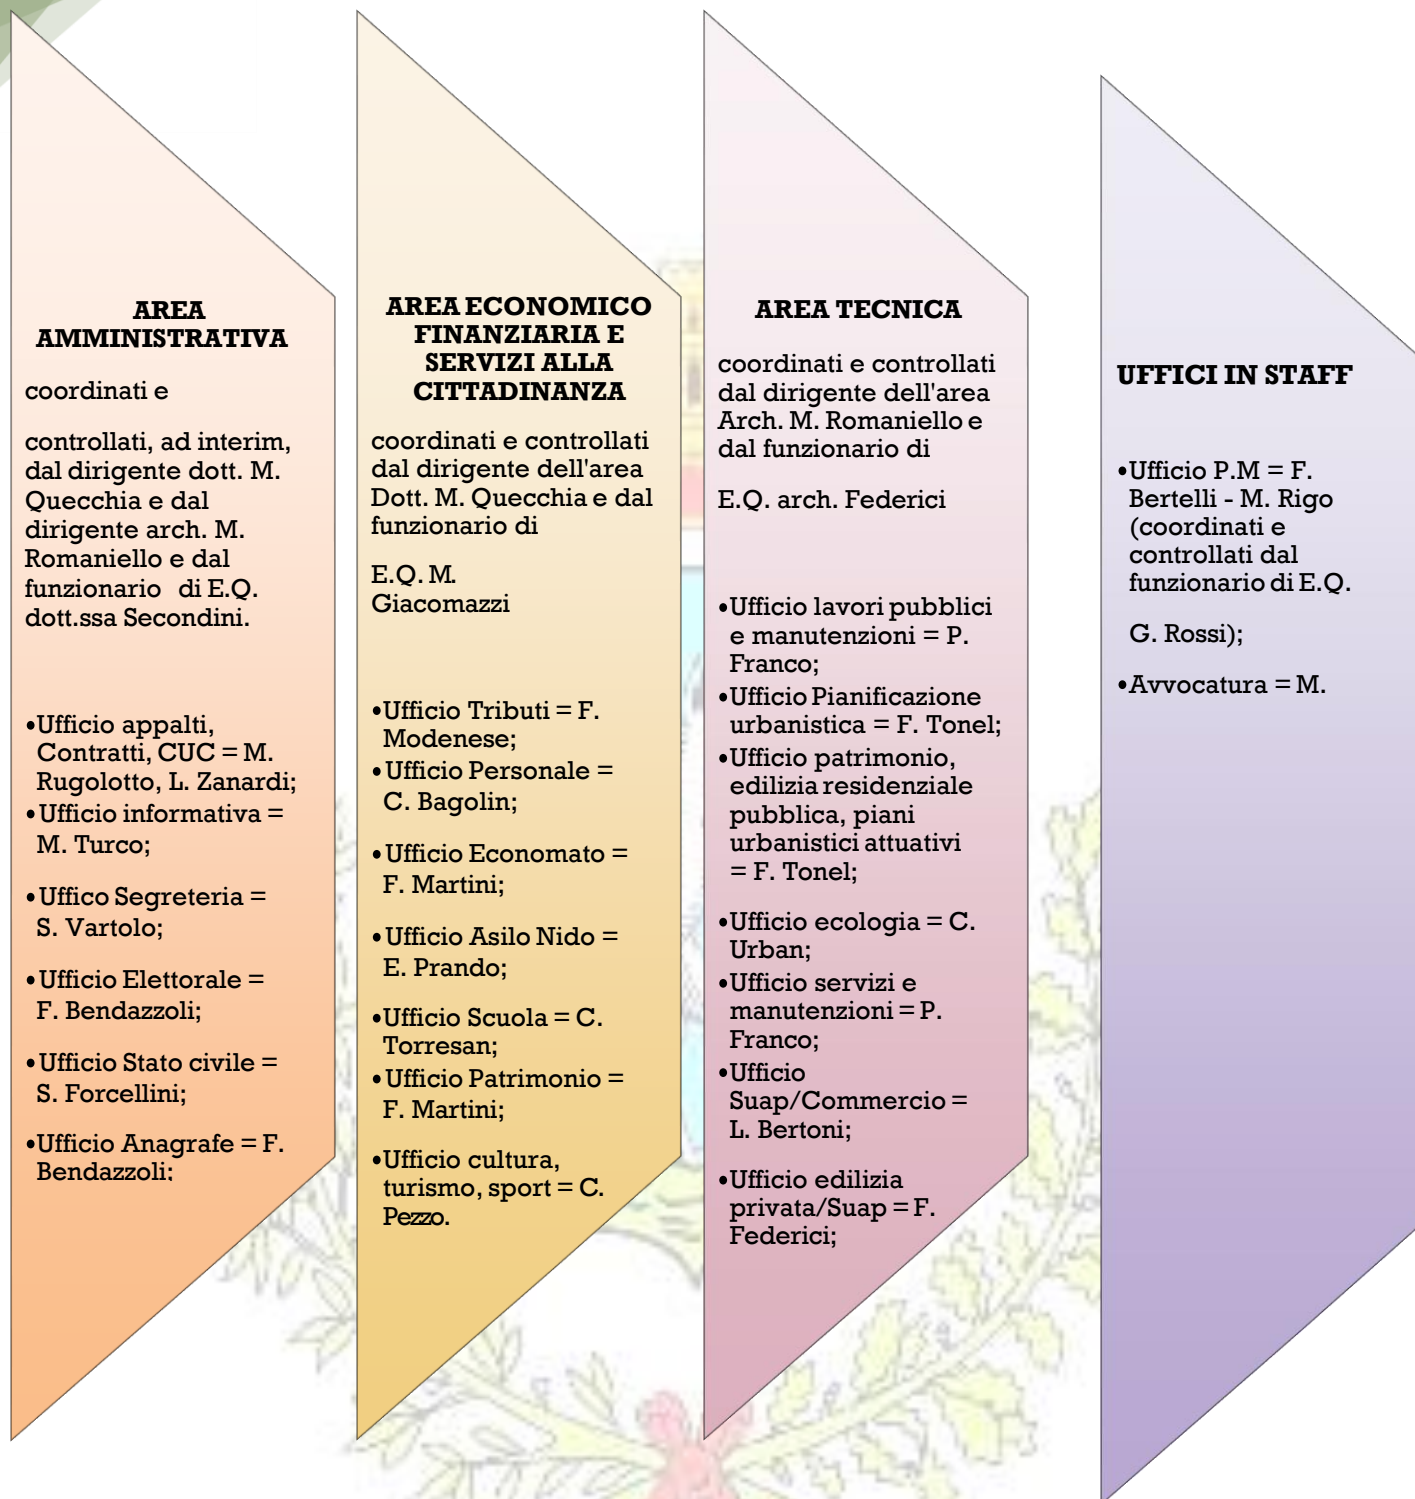 AREA
AMMINISTRATIVA
coordinati e
controllati, ad interim,
dal dirigente dott. M.
Quecchia e dal
dirigente arch. M.
Romaniello e dal
funzionario di E.Q.
dott.ssa Secondini.
•Ufficio appalti,
Contratti, CUC = M.
Rugolotto, L. Zanardi;
•Ufficio informativa =
M. Turco;
•Uffico Segreteria =
S. Vartolo;
•Ufficio Elettorale =
F. Bendazzoli;
•Ufficio Stato civile =
S. Forcellini;
•Ufficio Anagrafe = F.
Bendazzoli;
AREA ECONOMICO
FINANZIARIA E
SERVIZI ALLA
CITTADINANZA
coordinati e controllati
dal dirigente dell'area
Dott. M. Quecchia e dal
funzionario di
E.Q. M.
Giacomazzi
•Ufficio Tributi = F.
Modenese;
•Ufficio Personale =
C. Bagolin;
•Ufficio Economato =
F. Martini;
•Ufficio Asilo Nido =
E. Prando;
•Ufficio Scuola = C.
Torresan;
•Ufficio Patrimonio =
F. Martini;
•Ufficio cultura,
turismo, sport = C.
Pezzo.
AREA TECNICA
coordinati e controllati
dal dirigente dell'area
Arch. M. Romaniello e
dal funzionario di
E.Q. arch. Federici
•Ufficio lavori pubblici
e manutenzioni = P.
Franco;
•Ufficio Pianificazione
urbanistica = F. Tonel;
•Ufficio patrimonio,
edilizia residenziale
pubblica, piani
urbanistici attuativi
= F. Tonel;
•Ufficio ecologia = C.
Urban;
•Ufficio servizi e
manutenzioni = P.
Franco;
•Ufficio
Suap/Commercio =
L. Bertoni;
•Ufficio edilizia
privata/Suap = F.
Federici;
UFFICI IN STAFF
•Ufficio P.M = F.
Bertelli - M. Rigo
(coordinati e
controllati dal
funzionario di E.Q.
G. Rossi);
•Avvocatura = M.